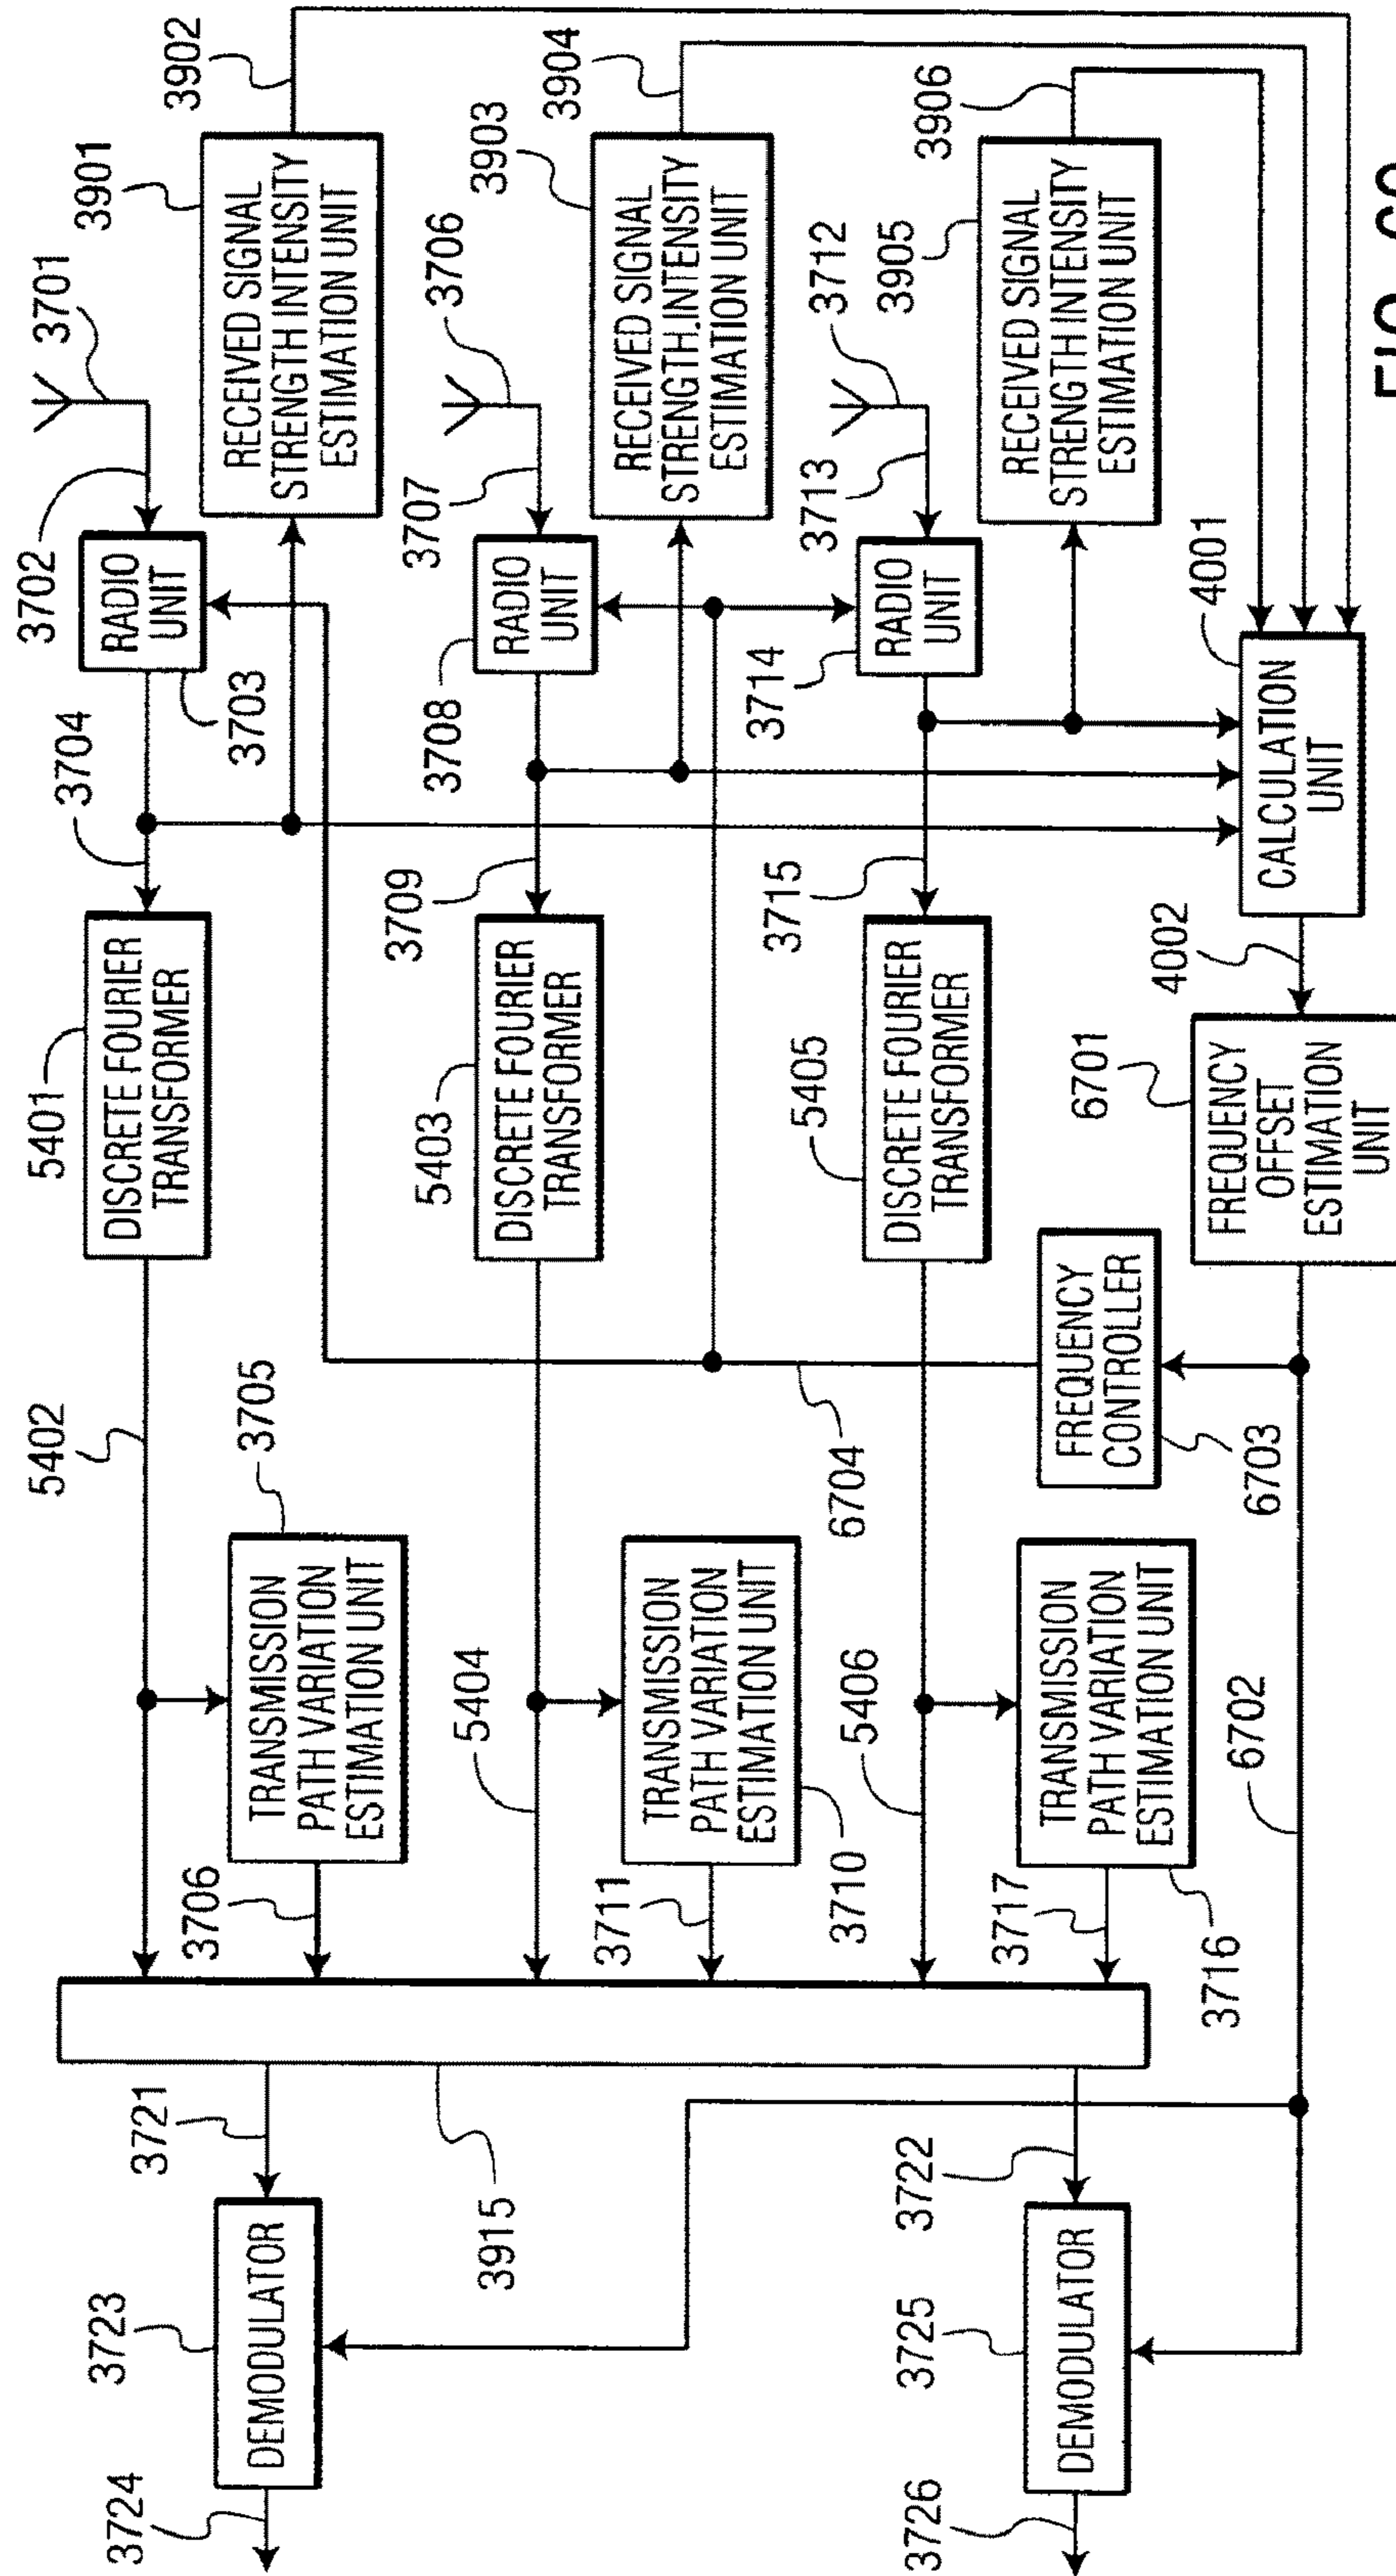 3724
3723
DEMODULATOR
3721
3915
3706
5402
TRANSMISSION
PATH VARIATION
ESTIMATION UNIT
3705
5401
DISCRETE FOURIER
TRANSFORMER
3704
3703
RADIO
UNIT
3702
3701
3901
RECEIVED SIGNAL
STRENGTH INTENSITY
ESTIMATION UNIT
3902
3711
5404
TRANSMISSION
PATH VARIATION
ESTIMATION UNIT
3710
5403
DISCRETE FOURIER
TRANSFORMER
3709
3708
RADIO
UNIT
3707
3706
3903
RECEIVED SIGNAL
STRENGTH.INTENSITY
ESTIMATION UNIT
3904
3726
3725
DEMODULATOR
3722
3717
5406
TRANSMISSION
PATH VARIATION
ESTIMATION UNIT
3716
6704
5405
DISCRETE FOURIER
TRANSFORMER
3715
3714
RADIO
UNIT
3713
3712
3905
RECEIVED SIGNAL
STRENGTH INTENSITY
ESTIMATION UNIT
3906
6702
6703
FREQUENCY
CONTROLLER
6701
FREQUENCY
OFFSET
ESTIMATION
UNIT
4002
CALCULATION
UNIT
4001
FIG.